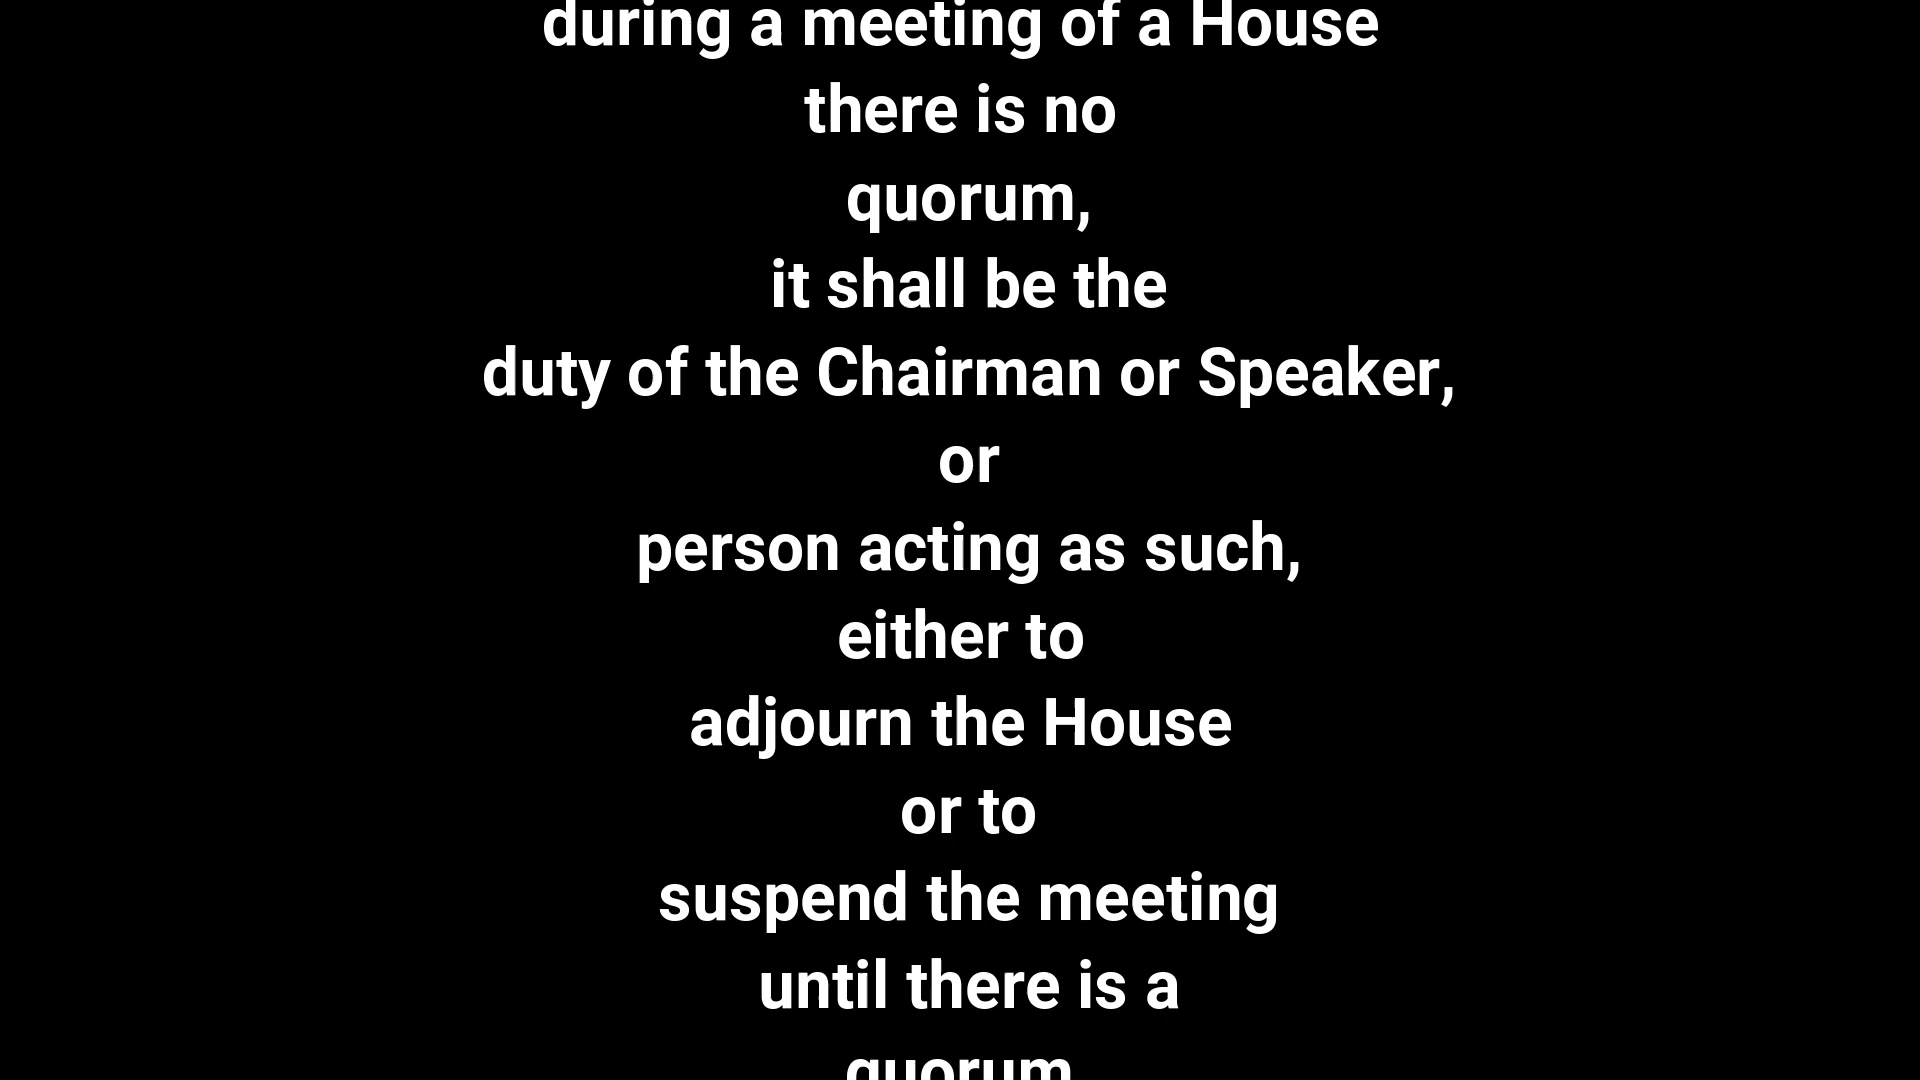 during a meeting of a House
there is no
quorum,
it shall be the
duty of the Chairman or Speaker,
or
person acting as such,
either to
adjourn the House
or to
suspend the meeting
until there is a
quorum